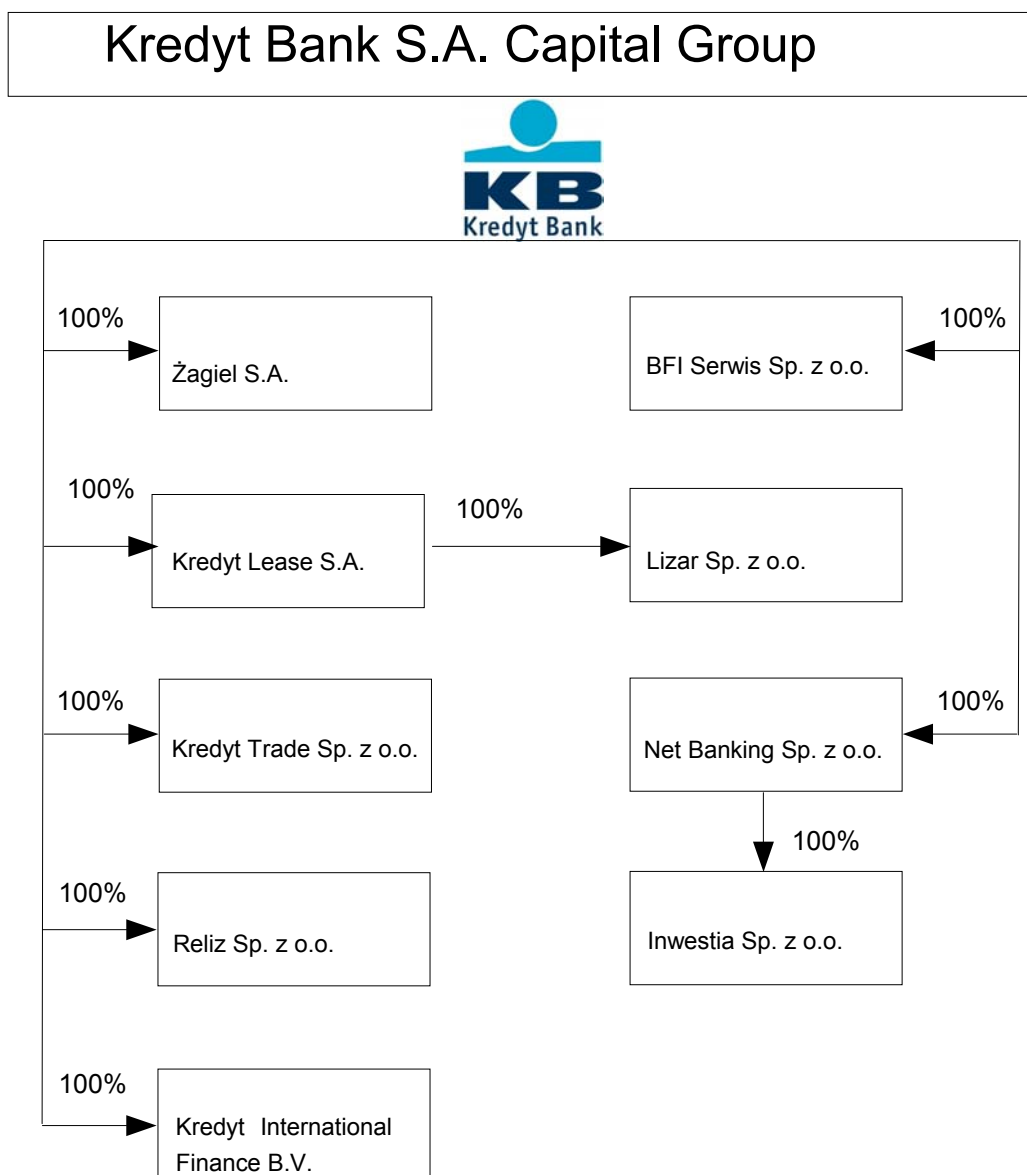 Kredyt Bank S.A. Capital Group
KB
Kredyt Bank
100%
Żagiel S.A.
BFI Serwis Sp. z o.o.
100%
100%
Kredyt Lease S.A.
100%
Lizar Sp. z o.o.
100%
Kredyt Trade Sp. z o.o.
Net Banking Sp. z o.o.
100%
100%
100%
Reliz Sp. z o.o.
Inwestia Sp. z o.o.
100%
Kredyt International
Finance B.V.